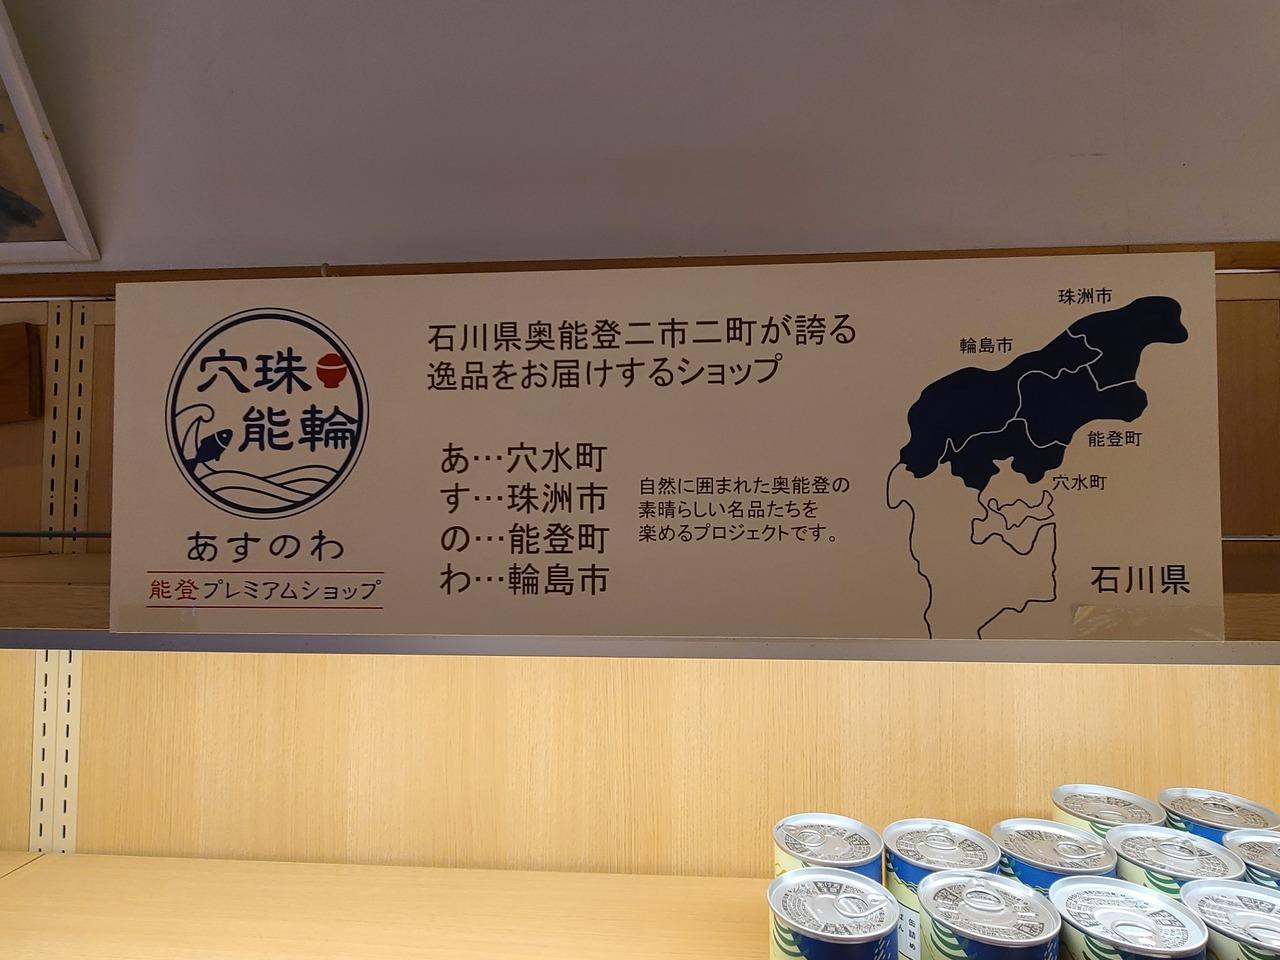 穴珠
能輪
あすのわ
能登プレミアムショップ
石川県奥能登二市二町が誇る
逸品をお届けするショップ
あ…穴水町
す…珠洲市
の…能登町
わ…輪島市
自然に囲まれた奥能登の
素晴らしい名品たちを
楽めるプロジェクトです。
珠洲市
輪島市
能登町
穴水町
石川県
缶詰め